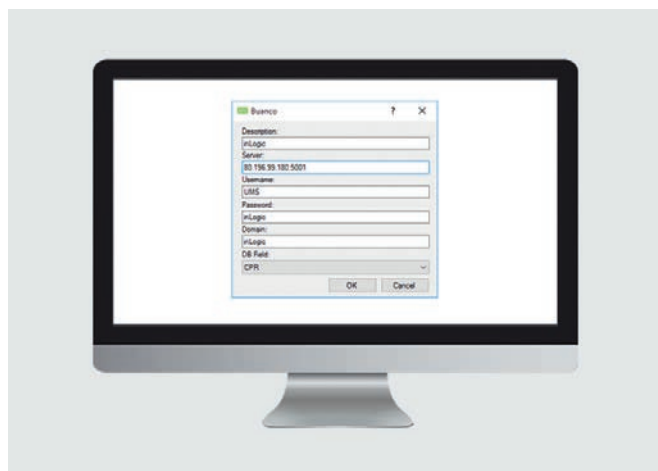 Buanco ? X
Description:
inLogic
Server:
80.196.99.180:5001
Username:
UMS
Password:
inLogic
Domain:
inLogic
DB Field:
CPR
OK Cancel